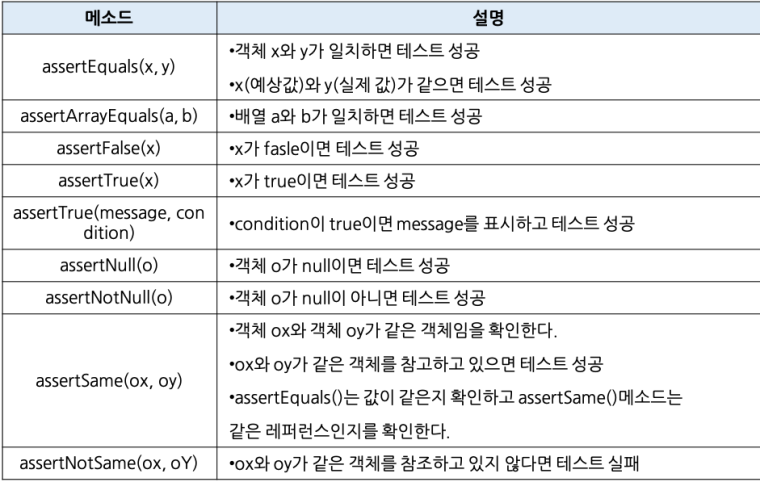 메소드 설명
assertEquals(x, y)
•객체 x와 y가 일치하면 테스트 성공
•x(예상값)와 y(실제 값)가 같으면 테스트 성공
assertArrayEquals(a, b) •배열 a와 b가 일치하면 테스트 성공
assertFalse(x) •x가 fasle이면 테스트 성공
assertTrue(x) •x가 true이면 테스트 성공
assertTrue(message, con
dition)
•condition이 true이면 message를 표시하고 테스트 성공
assertNull(o) •객체 o가 null이면 테스트 성공
assertNotNull(o) •객체 o가 null이 아니면 테스트 성공
assertSame(ox, oy)
•객체 ox와 객체 oy가 같은 객체임을 확인한다.
•ox와 oy가 같은 객체를 참고하고 있으면 테스트 성공
•assertEquals()는 값이 같은지 확인하고 assertSame()메소드는
같은 레퍼런스인지를 확인한다.
assertNotSame(ox, oY) •ox와 oy가 같은 객체를 참조하고 있지 않다면 테스트 실패